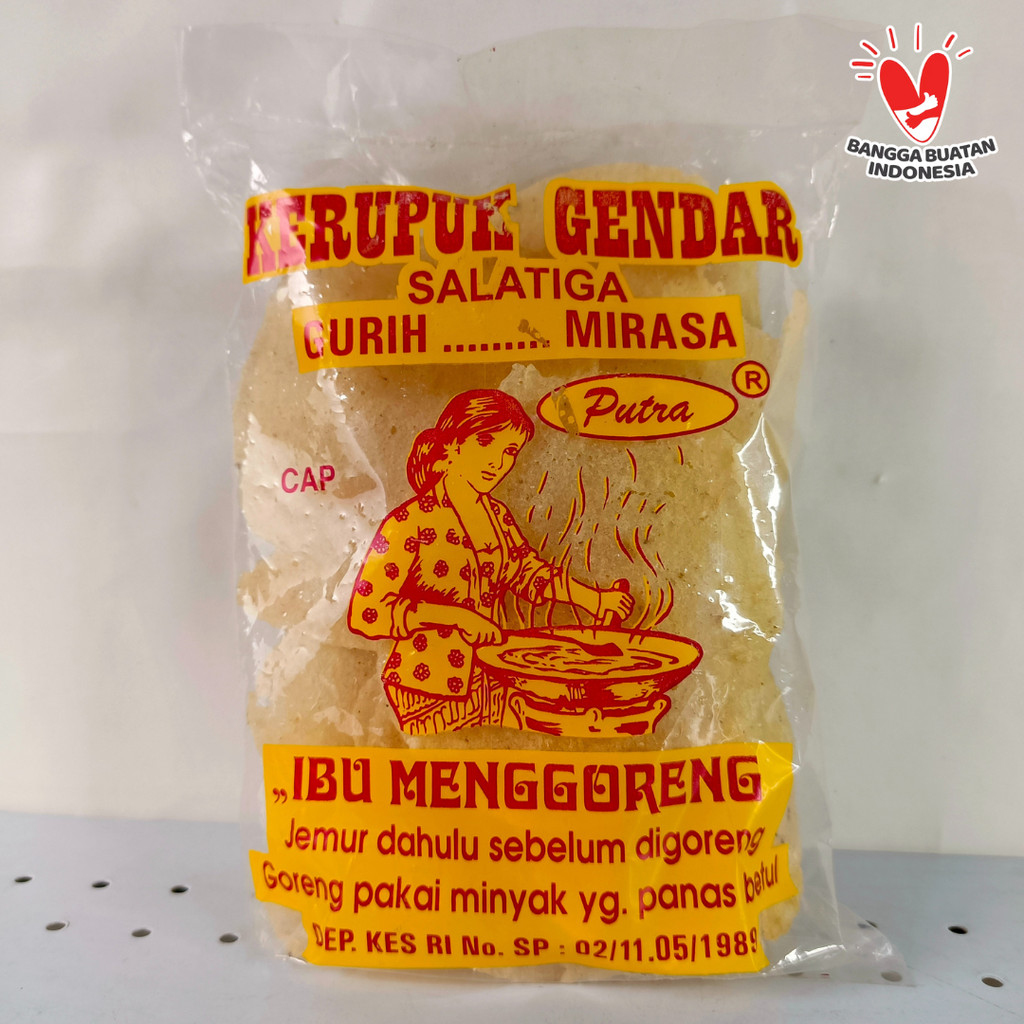 BANGGA BUATAN
INDONESIA
KERUPUK GENDAR
SALATIGA
GURIH ......... MIRASA
Putra ®
CAP
„IBU MENGGORENG
Jemur dahulu sebelum digoreng
Goreng pakai minyak yg. panas betul
DEP. KES RI No. SP : 02/11.05/1989